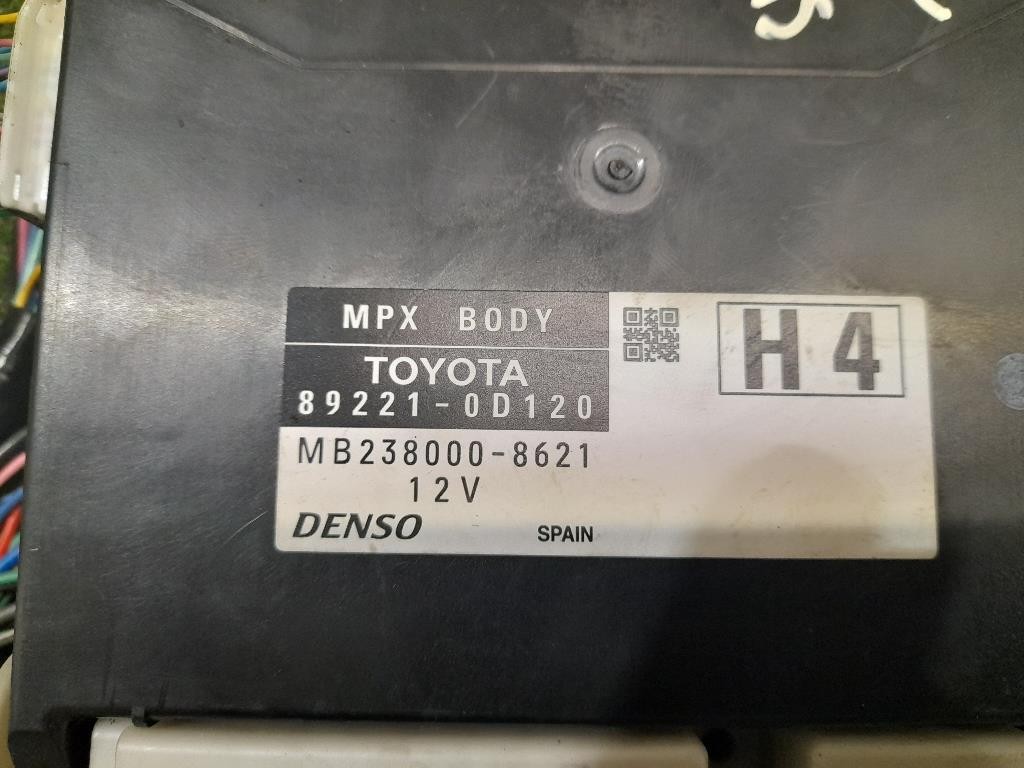 MPX BODY
H4
TOYOTA
89221-0D120
MB238000-8621
12V
DENSO SPAIN